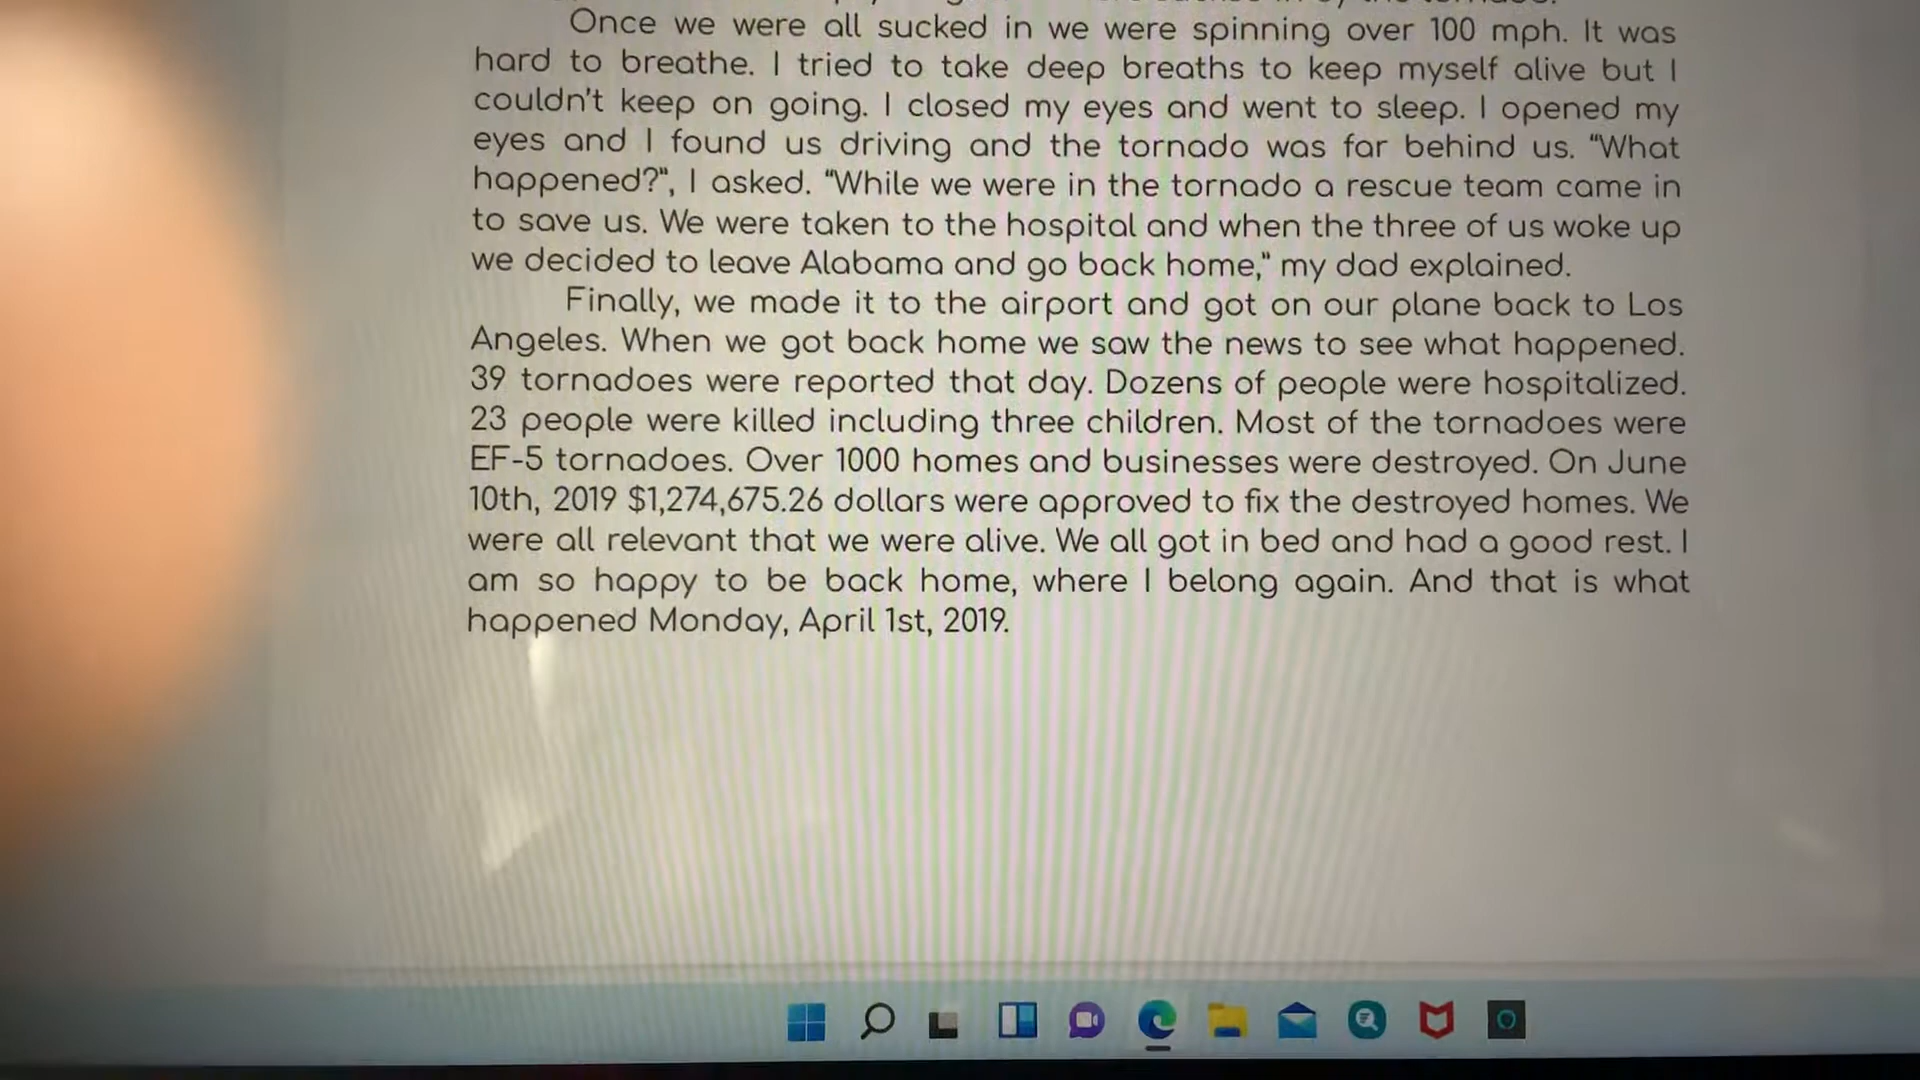 Once we were all sucked in we were spinning over 100 mph. It was
hard to breathe. I tried to take deep breaths to keep myself alive but I
couldn't keep on going. I closed my eyes and went to sleep. I opened my
eyes and I found us driving and the tornado was far behind us. “What
happened?”, I asked. “While we were in the tornado a rescue team came in
to save us. We were taken to the hospital and when the three of us woke up
we decided to leave Alabama and go back home,” my dad explained.
Finally, we made it to the airport and got on our plane back to Los
Angeles. When we got back home we saw the news to see what happened.
39 tornadoes were reported that day. Dozens of people were hospitalized.
23 people were killed including three children. Most of the tornadoes were
EF-5 tornadoes. Over 1000 homes and businesses were destroyed. On June
10th, 2019 $1,274,675.26 dollars were approved to fix the destroyed homes. We
were all relevant that we were alive. We all got in bed and had a good rest. I
am so happy to be back home, where I belong again. And that is what
happened Monday, April 1st, 2019.